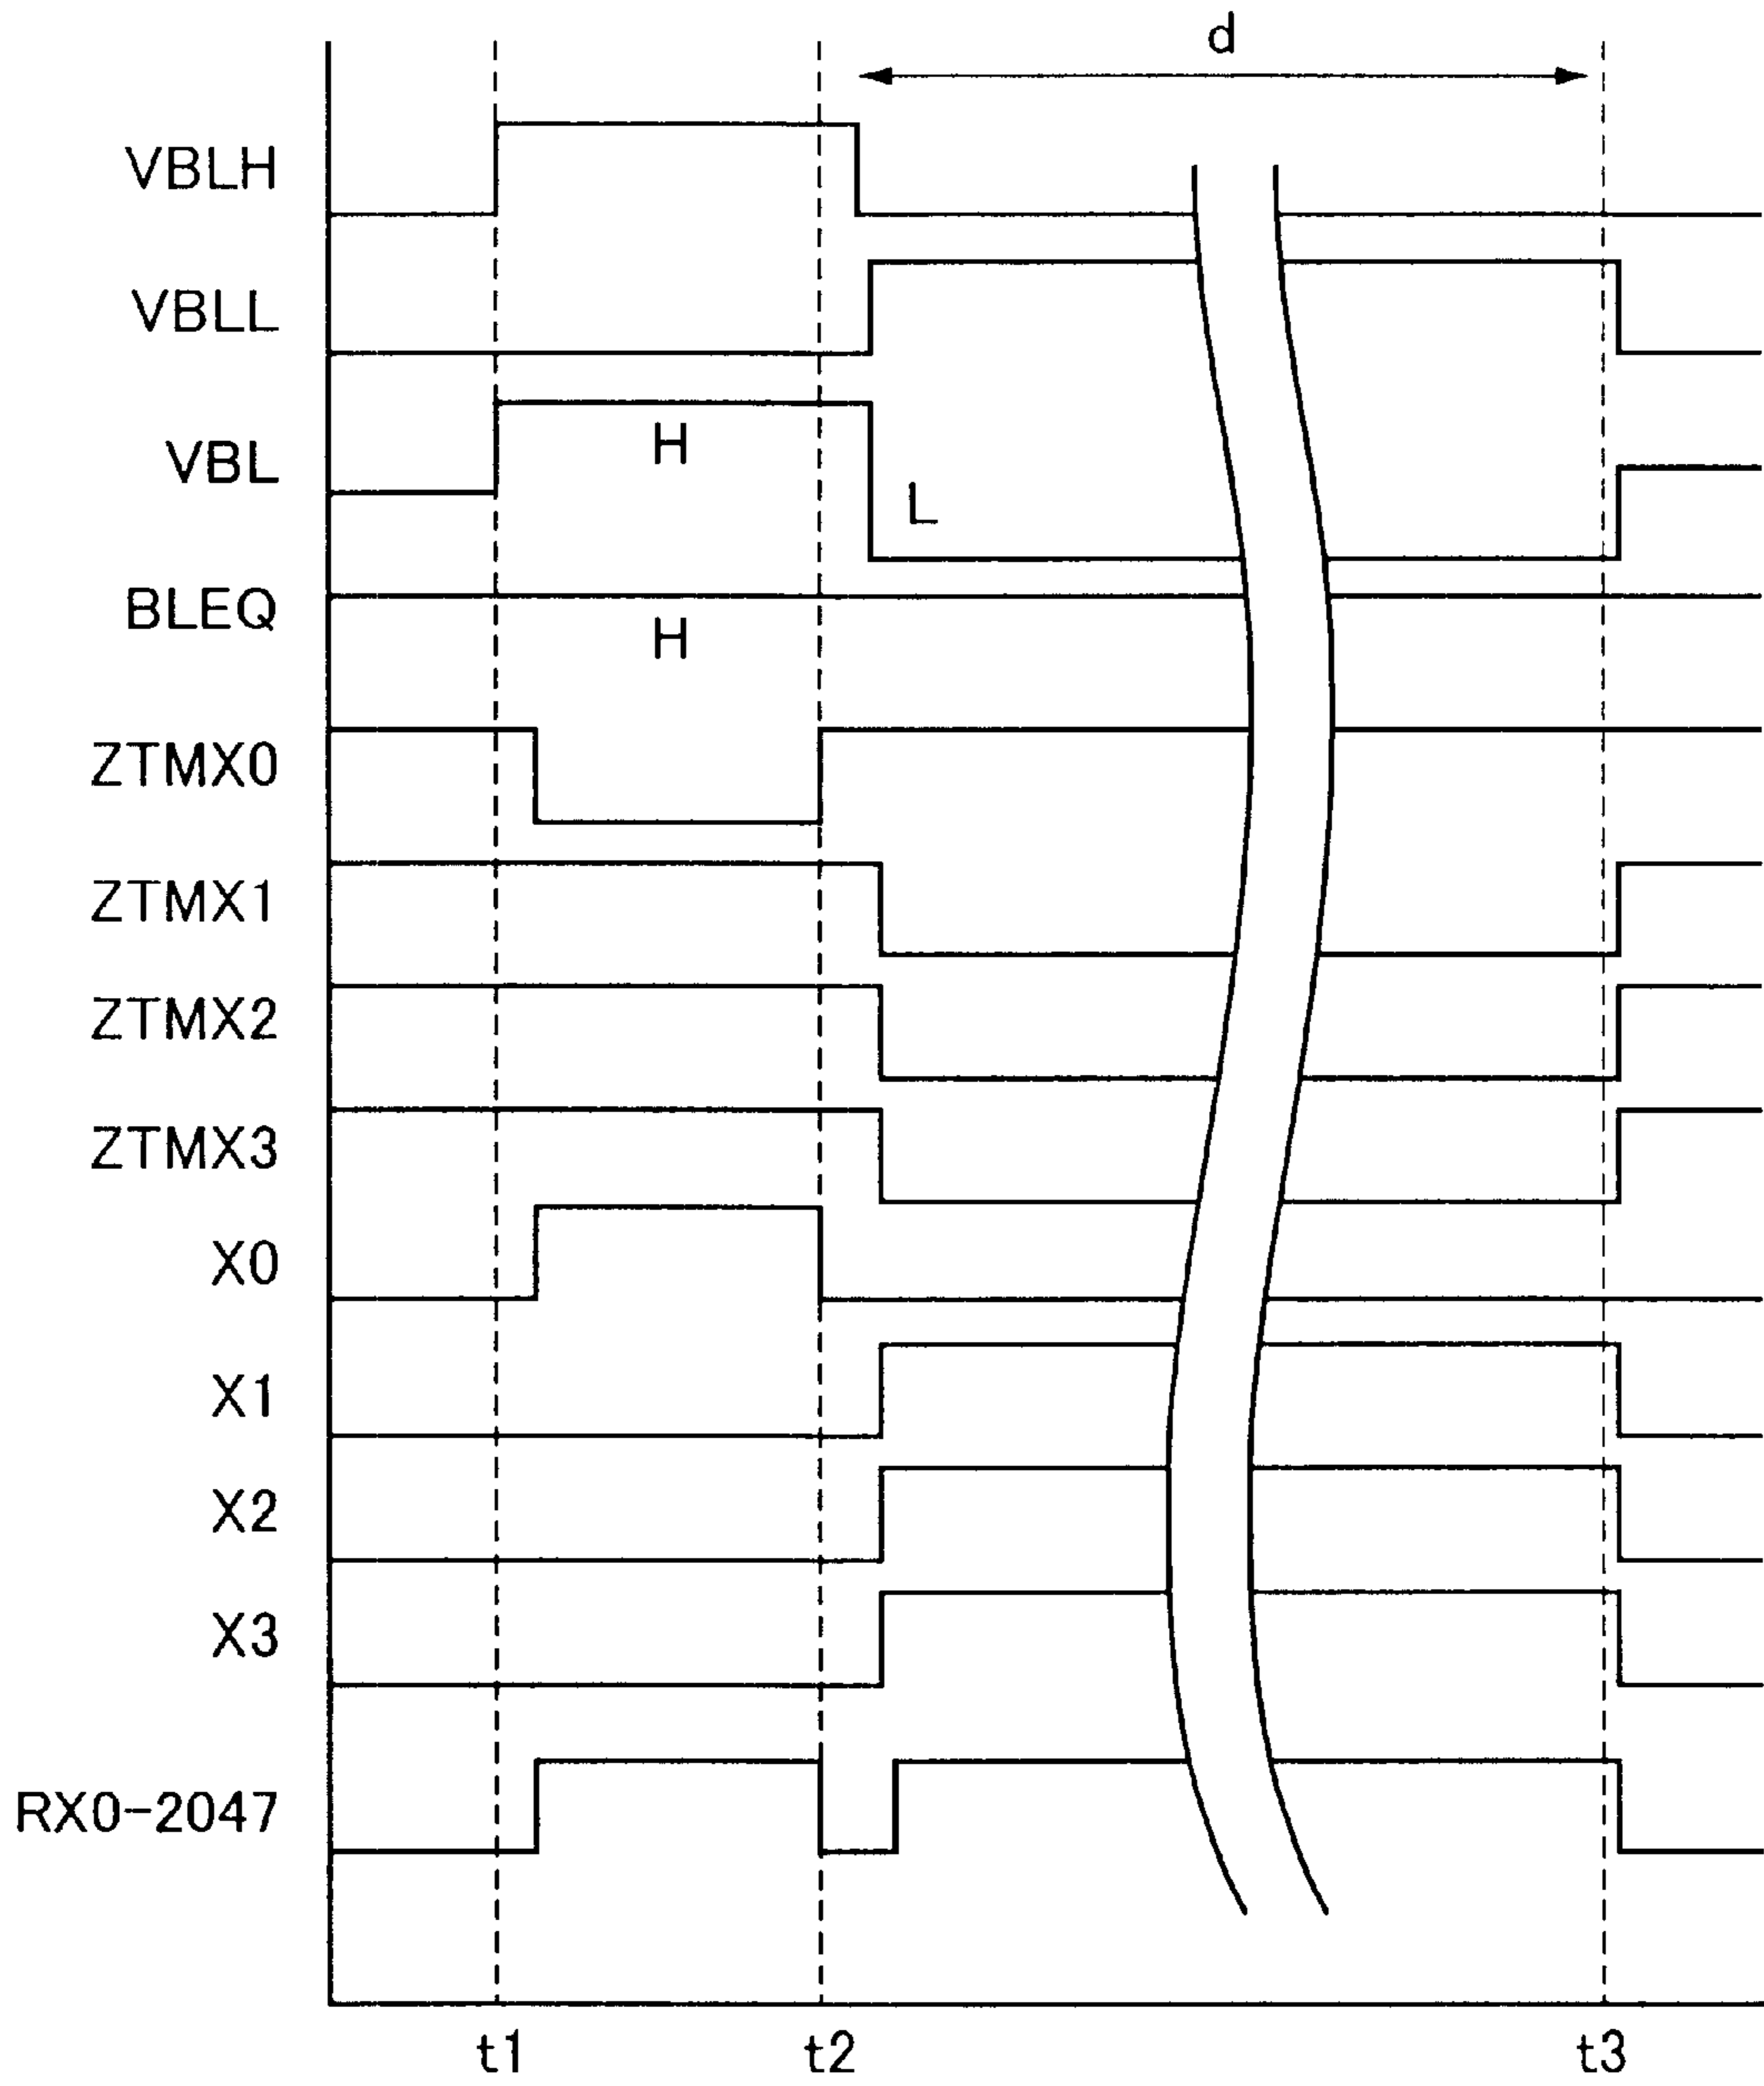 d
VBLH
VBLL
VBL
H
L
BLEQ
H
ZTMX0
ZTMX1
ZTMX2
ZTMX3
X0
X1
X2
X3
RX0-2047
t1 t2 t3